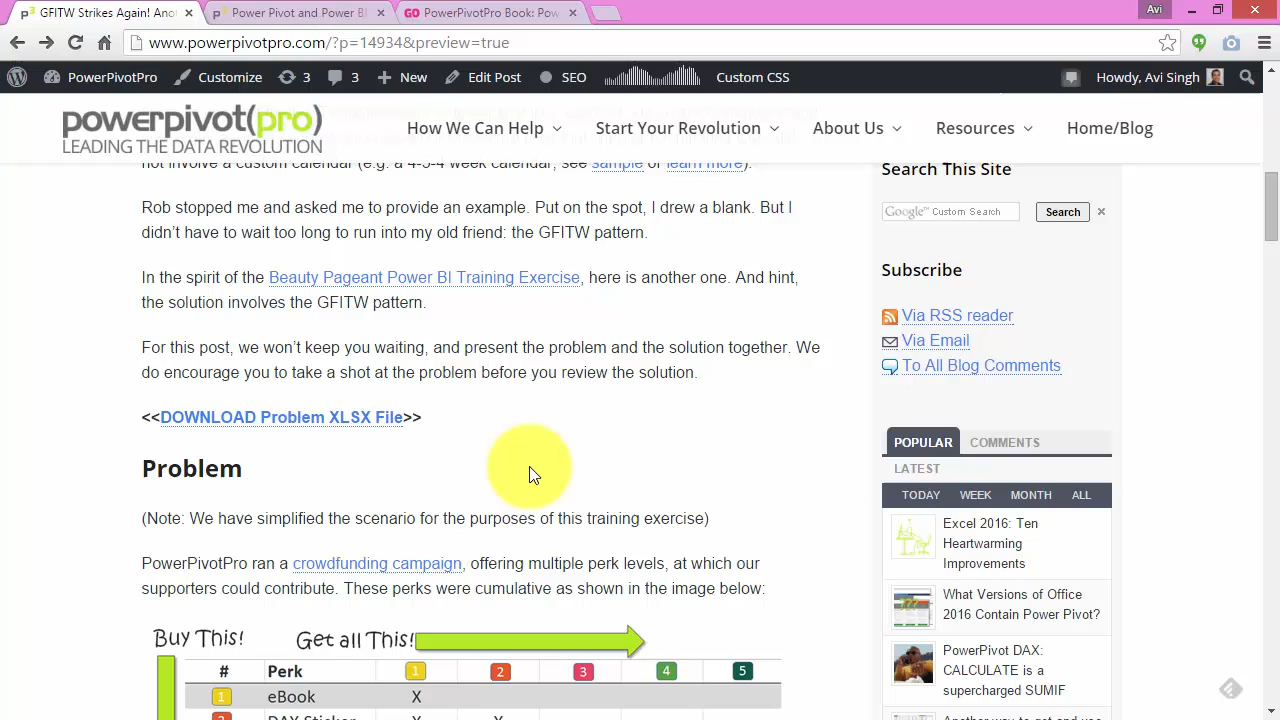 GFITW Strikes Again! Ano
Power Pivot and Power BI
PowerPivotPro Book: Pow
Avi
www.powerpivotpro.com/?p=14934&preview=true
PowerPivotPro
Customize
3
3
New
Edit Post
SEO
Custom CSS
Howdy, Avi Singh
powerpivot(pro)
LEADING THE DATA REVOLUTION
How We Can Help
Start Your Revolution
About Us
Resources
Home/Blog
not involve a custom calendar (e.g. a 4-5-4 week calendar, see sample or learn more).
Rob stopped me and asked me to provide an example. Put on the spot, I drew a blank. But I
didn’t have to wait too long to run into my old friend: the GFITW pattern.
In the spirit of the Beauty Pageant Power BI Training Exercise, here is another one. And hint,
the solution involves the GFITW pattern.
For this post, we won’t keep you waiting, and present the problem and the solution together. We
do encourage you to take a shot at the problem before you review the solution.
<<DOWNLOAD Problem XLSX File>>
Problem
(Note: We have simplified the scenario for the purposes of this training exercise)
PowerPivotPro ran a crowdfunding campaign, offering multiple perk levels, at which our
supporters could contribute. These perks were cumulative as shown in the image below:
Buy This!
Get all This!
# Perk 1 2 3 4 5
1 eBook X
2 DAX Sticker X X
Search This Site
Google™ Custom Search
Search
×
Subscribe
Via RSS reader
Via Email
To All Blog Comments
POPULAR
COMMENTS
LATEST
TODAY WEEK MONTH ALL
Excel 2016: Ten
Heartwarming
Improvements
What Versions of Office
2016 Contain Power Pivot?
PowerPivot DAX:
CALCULATE is a
supercharged SUMIF
Another way to get and use